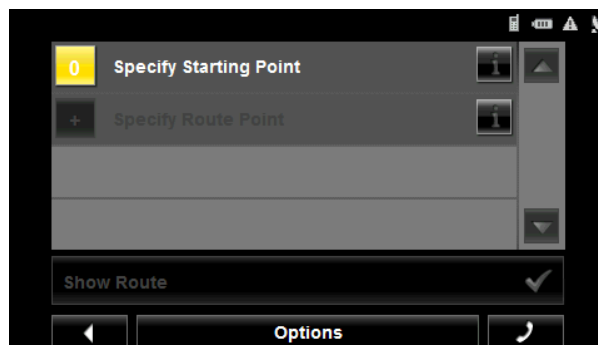 0 Specify Starting Point i
+ Specify Route Point i
Show Route
Options